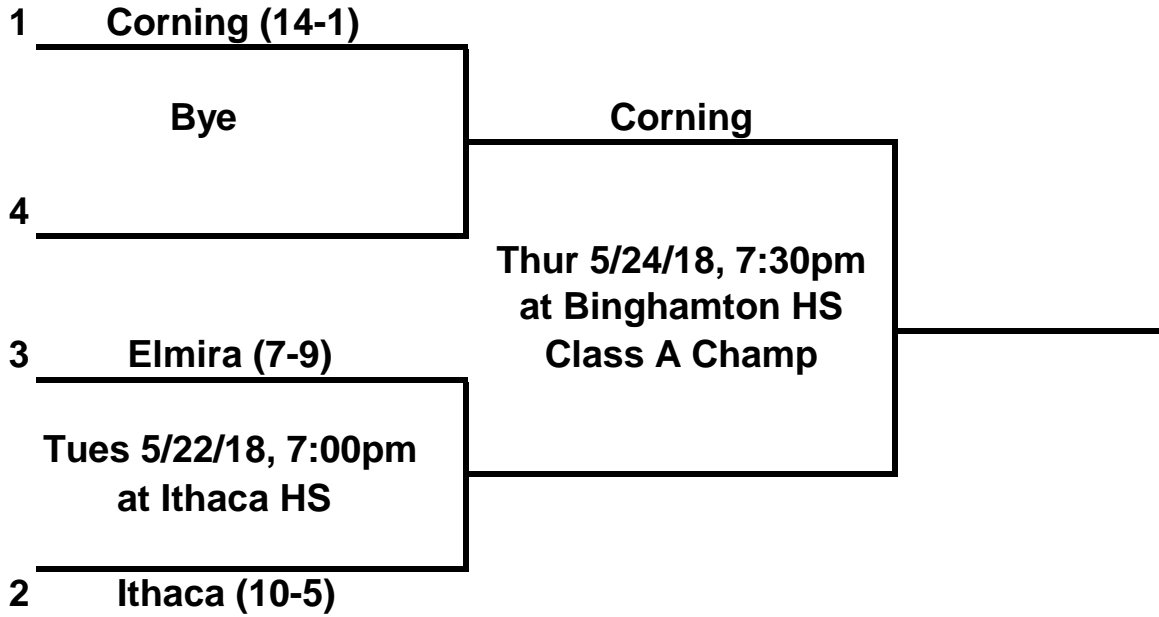 1 Corning (14-1)
Bye
Corning
4
Thur 5/24/18, 7:30pm
at Binghamton HS
Class A Champ
3 Elmira (7-9)
Tues 5/22/18, 7:00pm
at Ithaca HS
2 Ithaca (10-5)